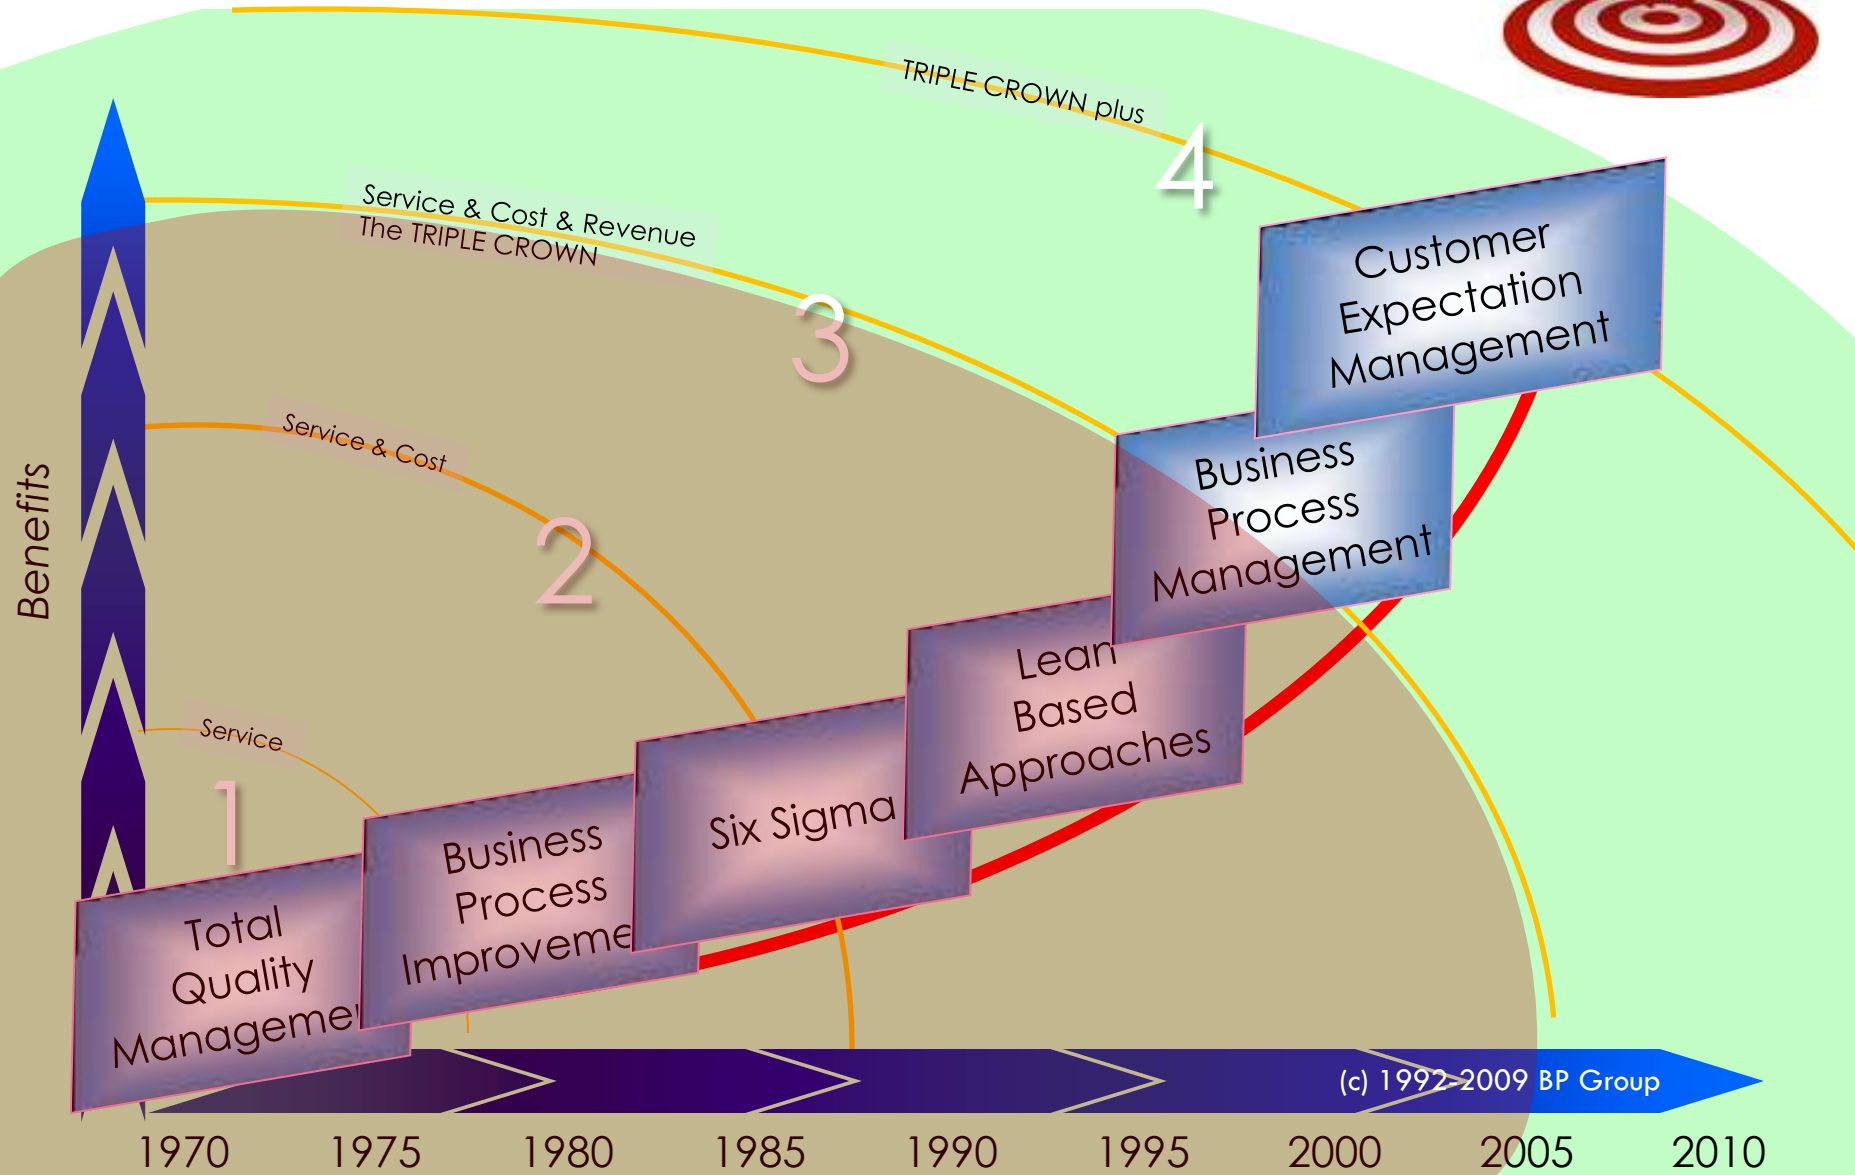 TRIPLE CROWN plus
4
Service & Cost & Revenue
The TRIPLE CROWN
3
Customer
Expectation
Management
Service & Cost
2
Business
Process
Management
Benefits
Lean
Based
Approaches
Service
1
Six Sigma
Business
Process
Improveme
Total
Quality
Managemen
(c) 1992-2009 BP Group
1970 1975 1980 1985 1990 1995 2000 2005 2010